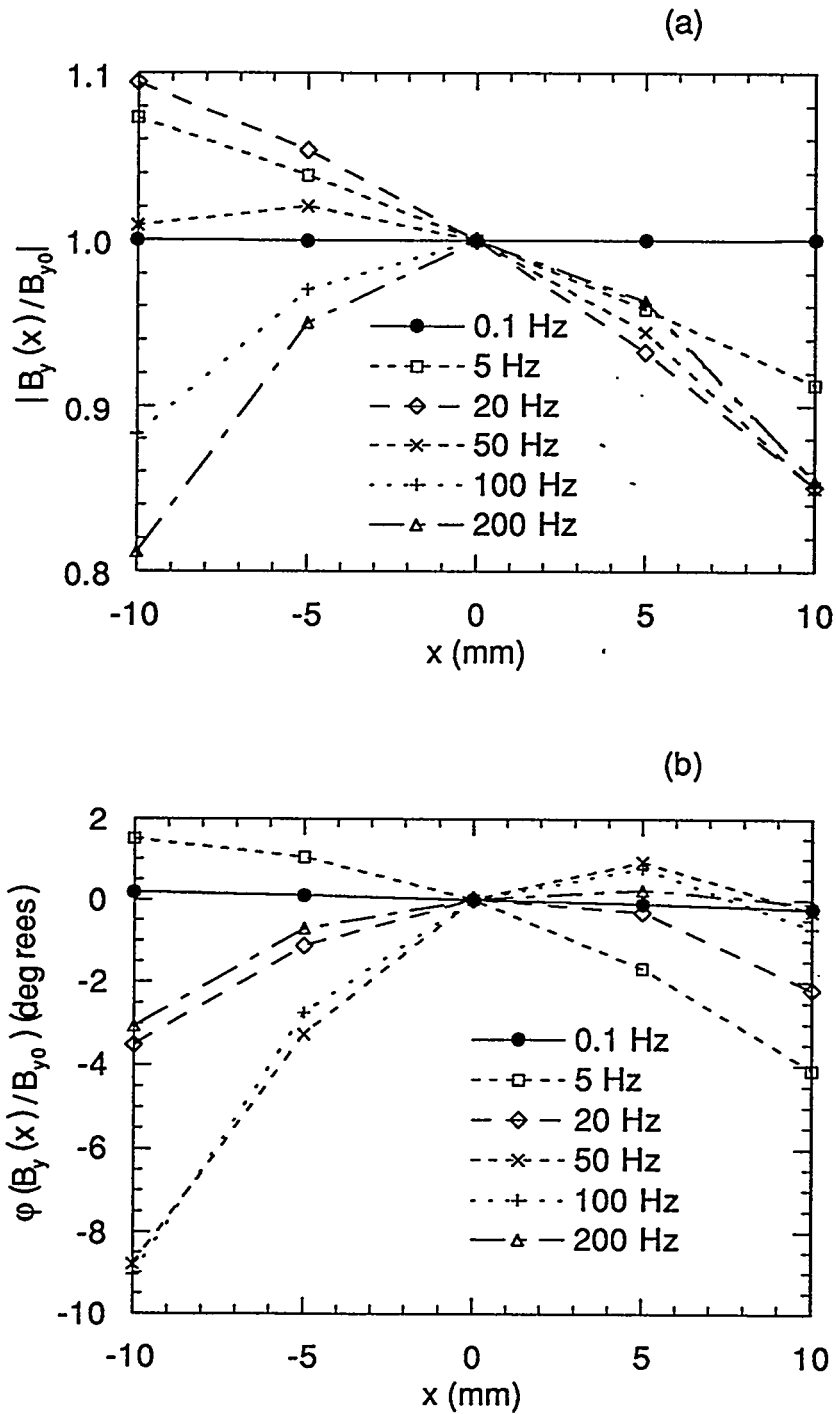 (a)
1.1
1.0
0.9
0.8
|B_y(x)/B_y0|
0.1 Hz
5 Hz
20 Hz
50 Hz
100 Hz
200 Hz
-10 -5 0 5 10
x (mm)
(b)
2
0
-2
-4
-6
-8
-10
φ(B_y(x)/B_y0)(degrees)
0.1 Hz
5 Hz
20 Hz
50 Hz
100 Hz
200 Hz
-10 -5 0 5 10
x (mm)